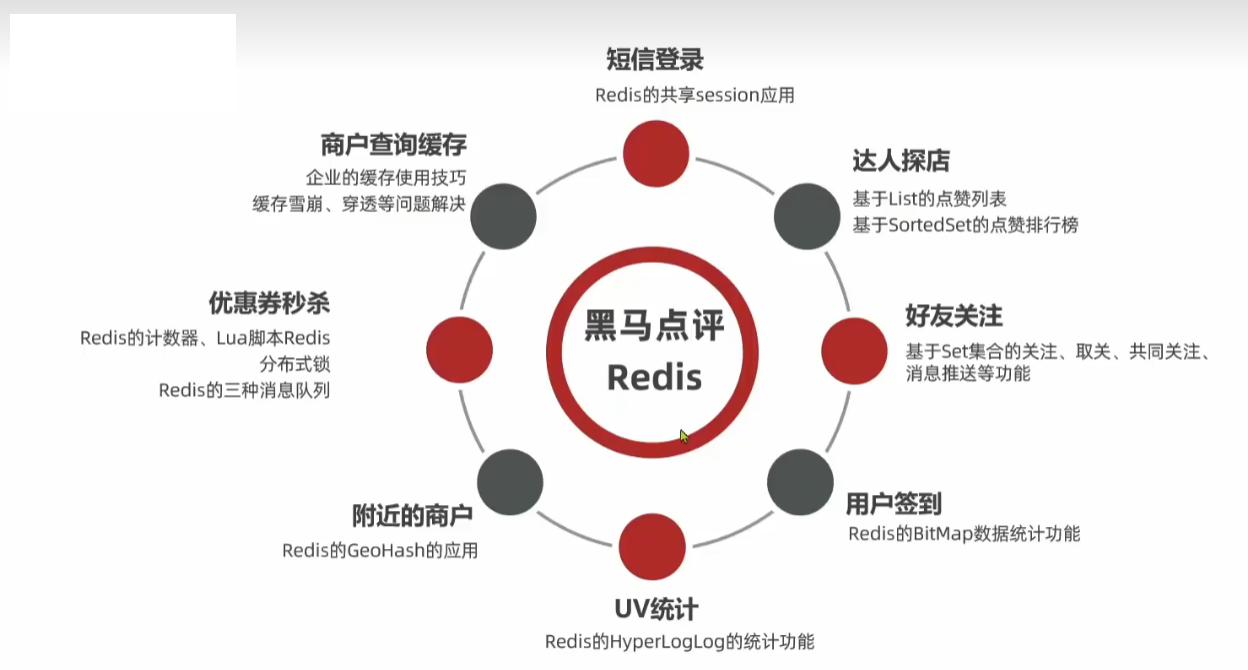 短信登录
Redis的共享session应用
商户查询缓存
企业的缓存使用技巧
缓存雪崩、穿透等问题解决
达人探店
基于List的点赞列表
基于SortedSet的点赞排行榜
优惠券秒杀
Redis的计数器、Lua脚本Redis
分布式锁
Redis的三种消息队列
黑马点评
Redis
好友关注
基于Set集合的关注、取关、共同关注、
消息推送等功能
附近的商户
Redis的GeoHash的应用
用户签到
Redis的BitMap数据统计功能
UV统计
Redis的HyperLogLog的统计功能